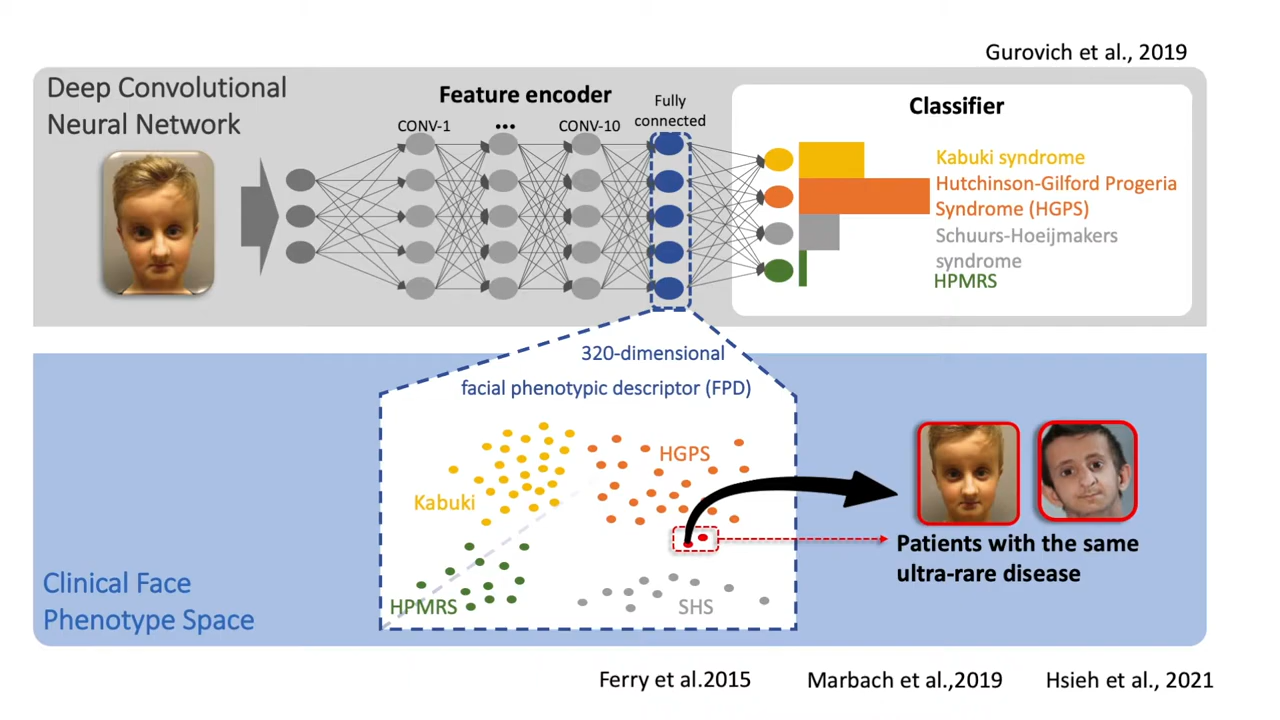 Gurovich et al., 2019
Deep Convolutional
Neural Network
Feature encoder
Fully
connected
CONV-1
...
CONV-10
Classifier
Kabuki syndrome
Hutchinson-Gilford Progeria
Syndrome (HGPS)
Schuurs-Hoeijmakers
syndrome
HPMRS
320-dimensional
facial phenotypic descriptor (FPD)
HGPS
Kabuki
HPMRS
SHS
Patients with the same
ultra-rare disease
Clinical Face
Phenotype Space
Ferry et al.2015
Marbach et al.,2019
Hsieh et al., 2021